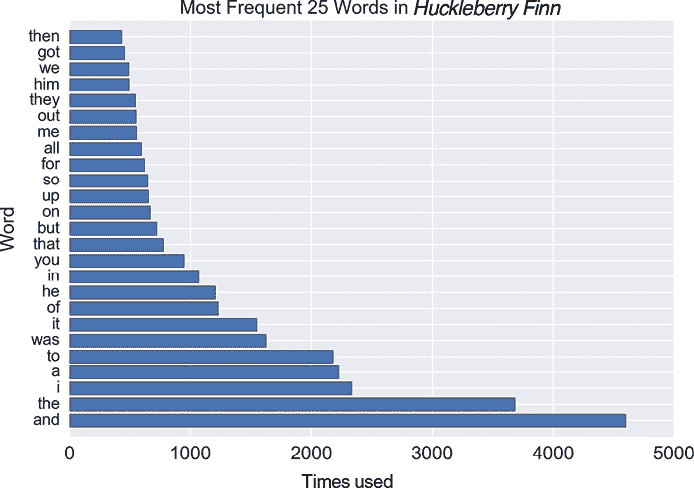 Most Frequent 25 Words in Huckleberry Finn
Word
then
got
we
him
they
out
me
all
for
so
up
on
but
that
you
in
he
of
it
was
to
a
i
the
and
0 1000 2000 3000 4000 5000
Times used